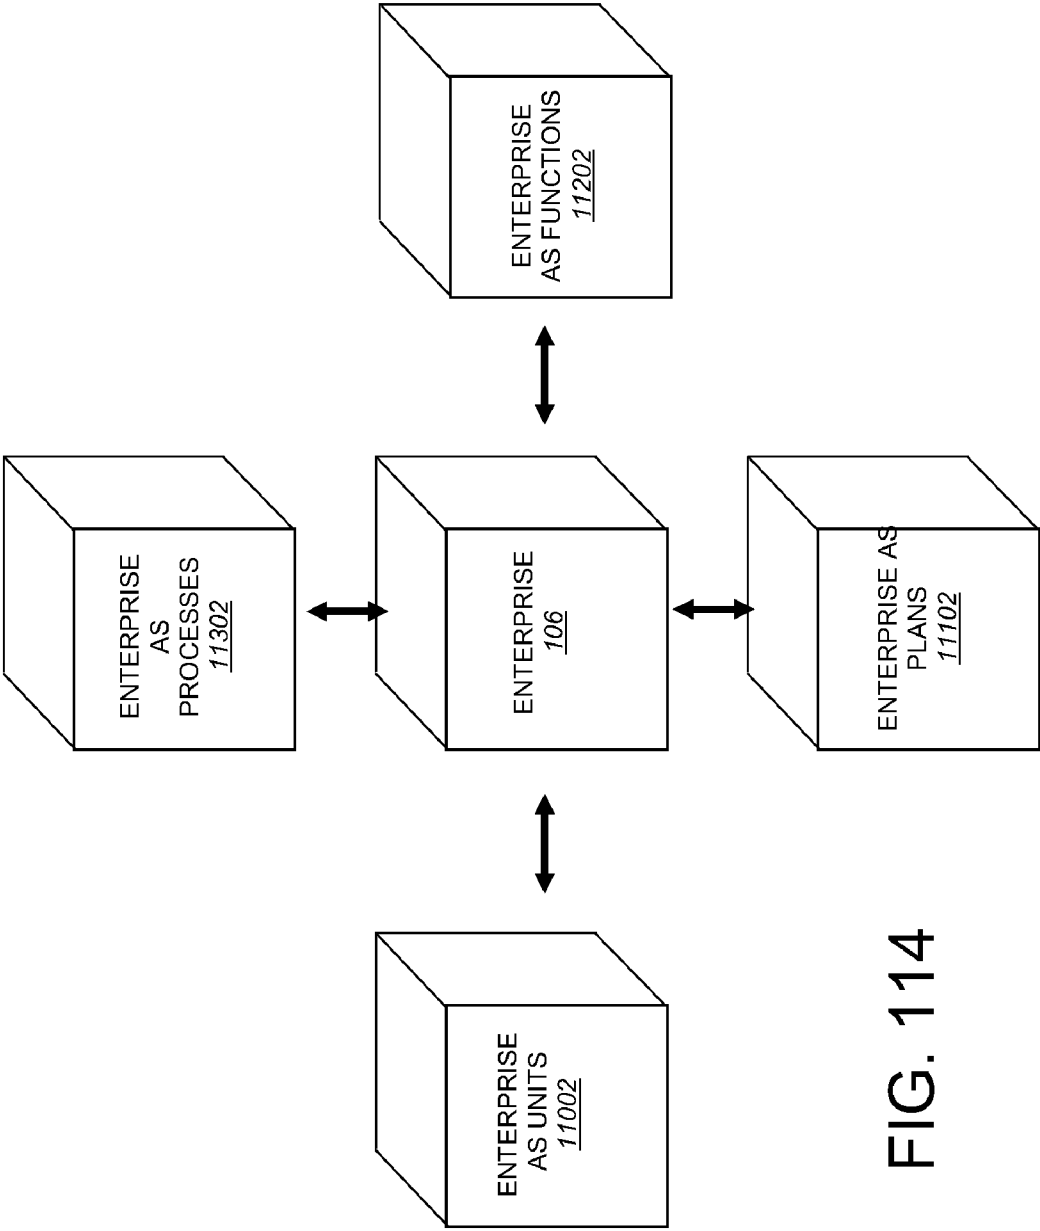 ENTERPRISE
AS
PROCESSES
11302
ENTERPRISE
AS UNITS
11002
ENTERPRISE
106
ENTERPRISE
AS FUNCTIONS
11202
ENTERPRISE AS
PLANS
11102
FIG. 114